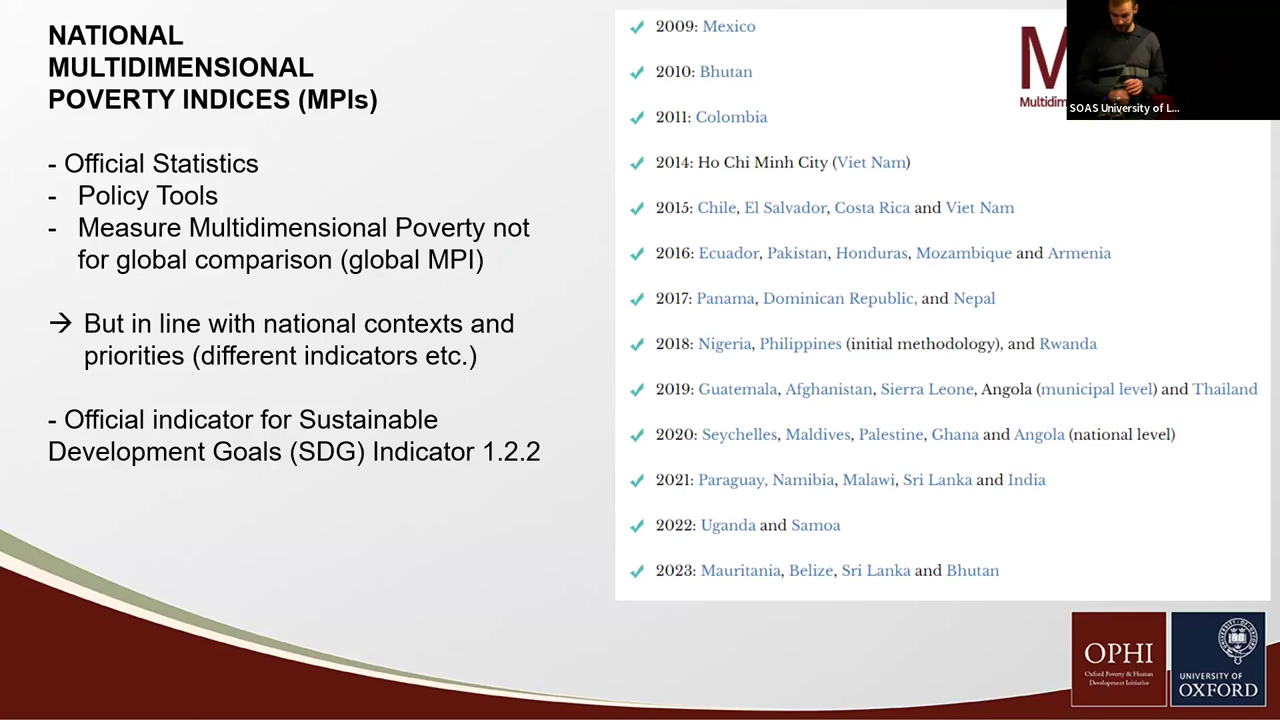 NATIONAL
MULTIDIMENSIONAL
POVERTY INDICES (MPIs)
- Official Statistics
- Policy Tools
- Measure Multidimensional Poverty not
for global comparison (global MPI)
→ But in line with national contexts and
priorities (different indicators etc.)
- Official indicator for Sustainable
Development Goals (SDG) Indicator 1.2.2
2009: Mexico
2010: Bhutan
2011: Colombia
2014: Ho Chi Minh City (Viet Nam)
2015: Chile, El Salvador, Costa Rica and Viet Nam
2016: Ecuador, Pakistan, Honduras, Mozambique and Armenia
2017: Panama, Dominican Republic, and Nepal
2018: Nigeria, Philippines (initial methodology), and Rwanda
2019: Guatemala, Afghanistan, Sierra Leone, Angola (municipal level) and Thailand
2020: Seychelles, Maldives, Palestine, Ghana and Angola (national level)
2021: Paraguay, Namibia, Malawi, Sri Lanka and India
2022: Uganda and Samoa
2023: Mauritania, Belize, Sri Lanka and Bhutan
M
Multidim
SOAS University of L...
OPHI
Oxford Poverty & Human
Development Initiative
UNIVERSITY OF
OXFORD